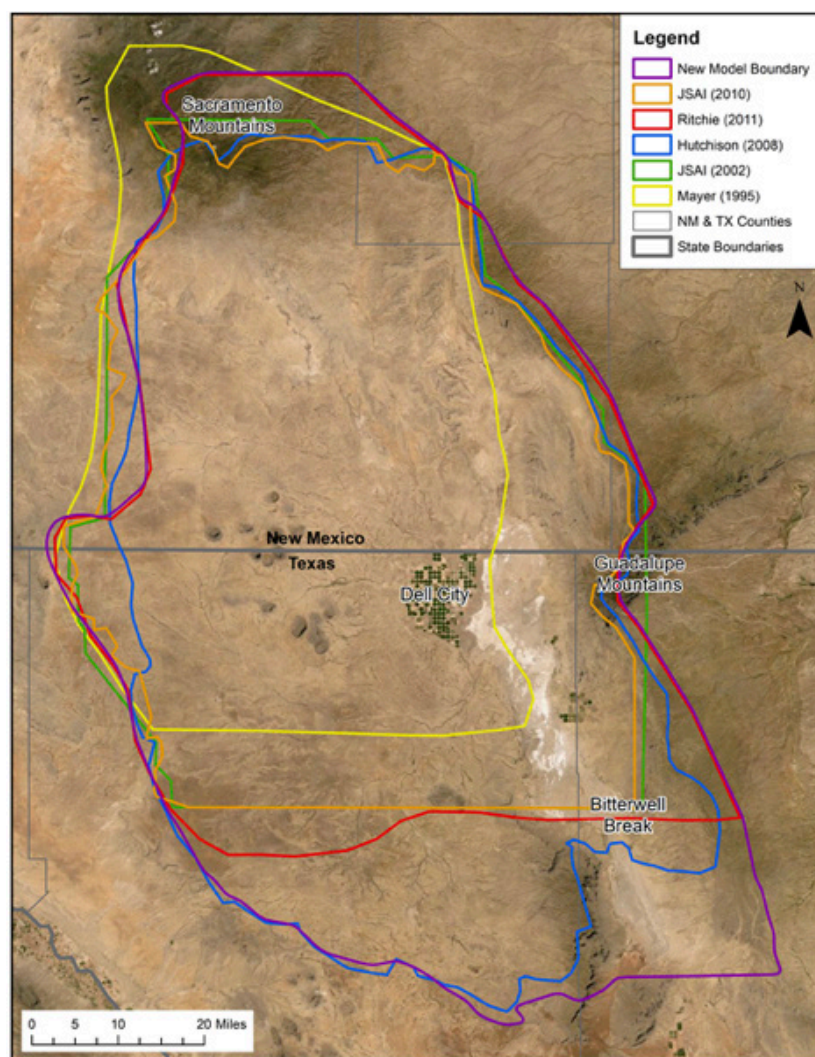 Legend
New Model Boundary
JSAI (2010)
Ritchie (2011)
Hutchison (2008)
JSAI (2002)
Mayer (1995)
NM & TX Counties
State Boundaries
Sacramento
Mountains
N
New Mexico
Texas
Dell City
Guadalupe
Mountains
Bitterwell
Break
0 5 10 20 Miles